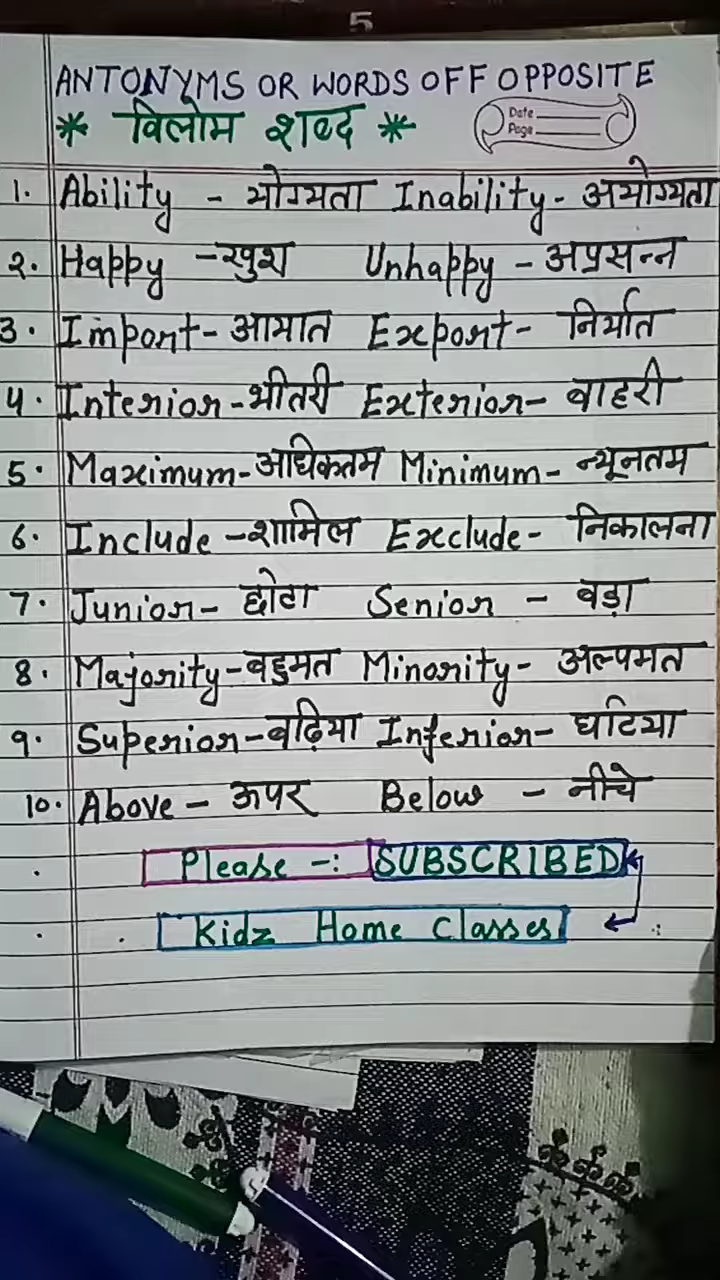 5
ANTONYMS OR WORDS OFF OPPOSITE
* विलोम शब्द *
Date
Page
1. Ability - योग्यता Inability - अयोग्यता
2. Happy - खुश Unhappy - अप्रसन्न
3. Import - आयात Export - निर्यात
4. Interior - भीतरी Exterior - वाहरी
5. Maximum - अधिकतम Minimum - न्यूनतम
6. Include - शामिल Exclude - निकालना
7. Junior - छोटा Senior - वड़ा
8. Majority - वहुमत Minority - अल्पमत
9. Superior - वढ़िया Inferior - घटिया
10. Above - ऊपर Below - नीचे
Please -: SUBSCRIBED
Kidz Home Classes